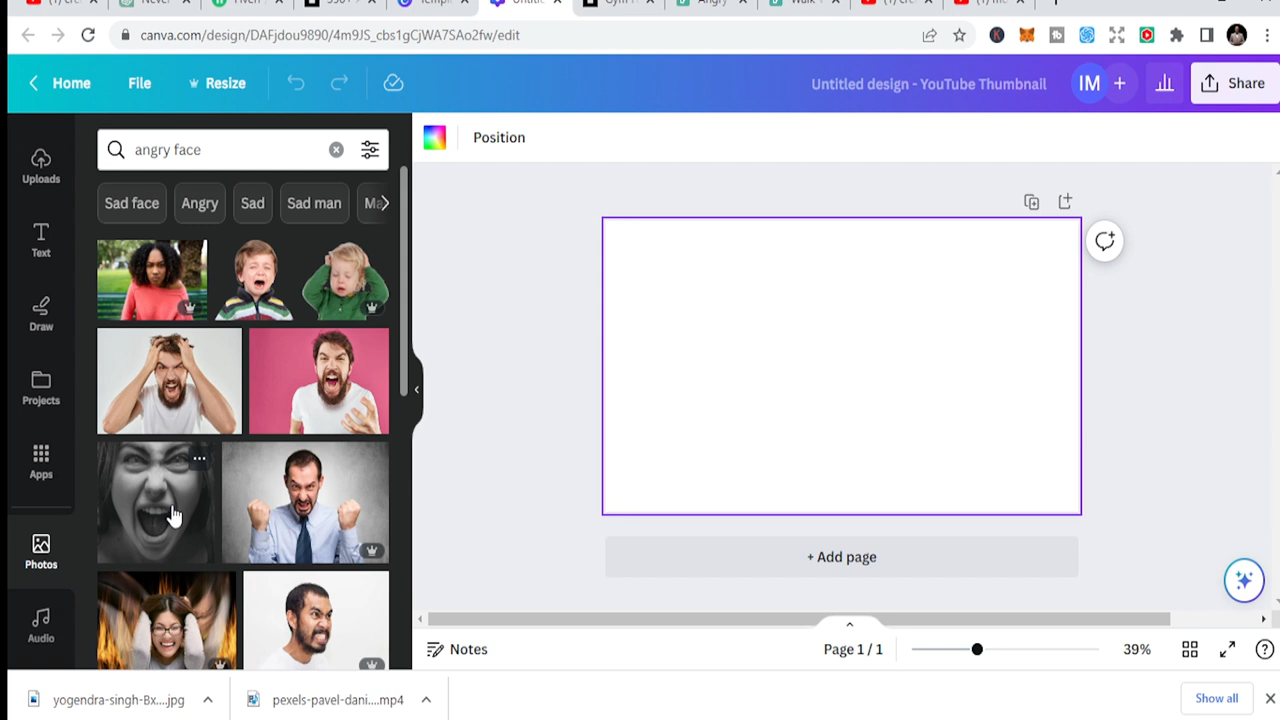 canva.com/design/DAFjdou9890/4m9JS_cbs1gCjWA7SAo2fw/edit
Home File Resize
Untitled design - YouTube Thumbnail
IM + Share
angry face
Position
Sad face Angry Sad Sad man
Uploads
Text
Draw
Projects
Apps
Photos
Audio
+ Add page
Notes
Page 1 / 1
39%
yogendra-singh-8x....jpg
pexels-pavel-dani....mp4
Show all